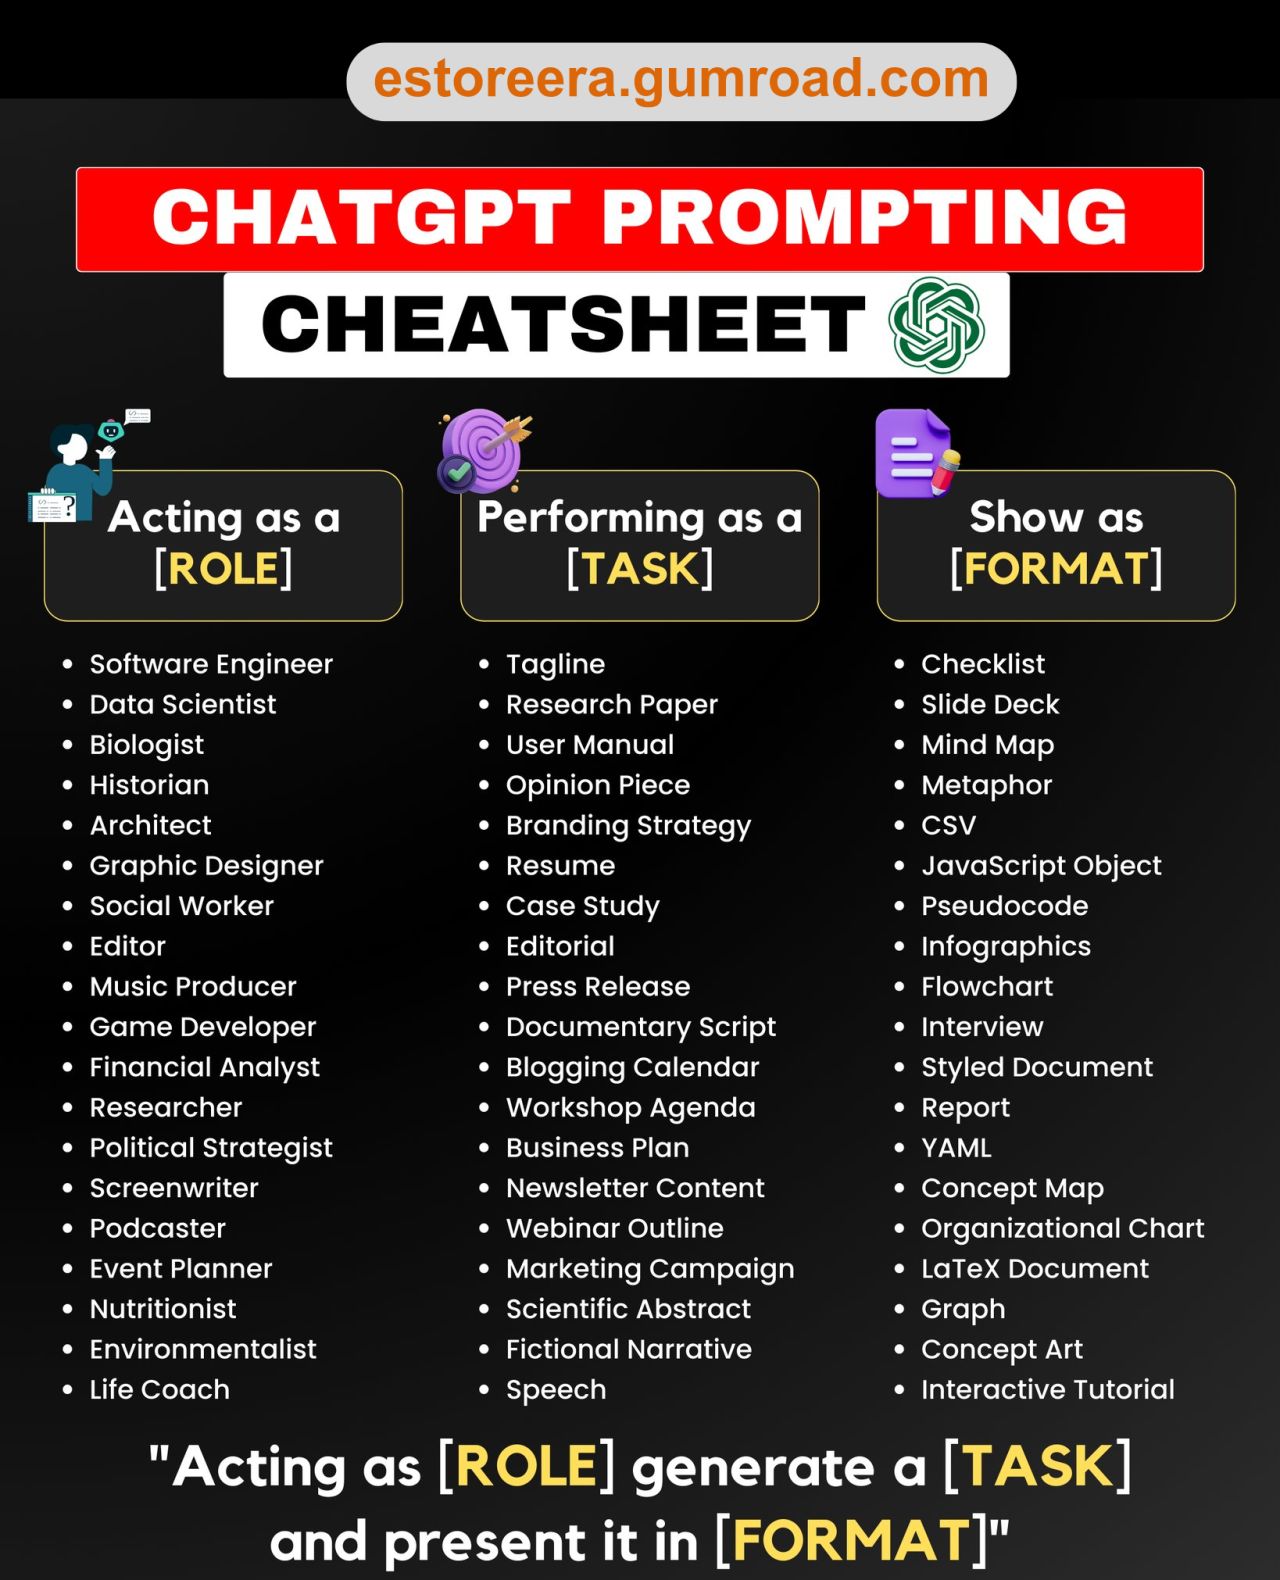 estoreera.gumroad.com
CHATGPT PROMPTING
CHEATSHEET
Acting as a
[ROLE]
Software Engineer
Data Scientist
Biologist
Historian
Architect
Graphic Designer
Social Worker
Editor
Music Producer
Game Developer
Financial Analyst
Researcher
Political Strategist
Screenwriter
Podcaster
Event Planner
Nutritionist
Environmentalist
Life Coach
Performing as a
[TASK]
Tagline
Research Paper
User Manual
Opinion Piece
Branding Strategy
Resume
Case Study
Editorial
Press Release
Documentary Script
Blogging Calendar
Workshop Agenda
Business Plan
Newsletter Content
Webinar Outline
Marketing Campaign
Scientific Abstract
Fictional Narrative
Speech
Show as
[FORMAT]
Checklist
Slide Deck
Mind Map
Metaphor
CSV
JavaScript Object
Pseudocode
Infographics
Flowchart
Interview
Styled Document
Report
YAML
Concept Map
Organizational Chart
LaTeX Document
Graph
Concept Art
Interactive Tutorial
"Acting as [ROLE] generate a [TASK]
and present it in [FORMAT]"